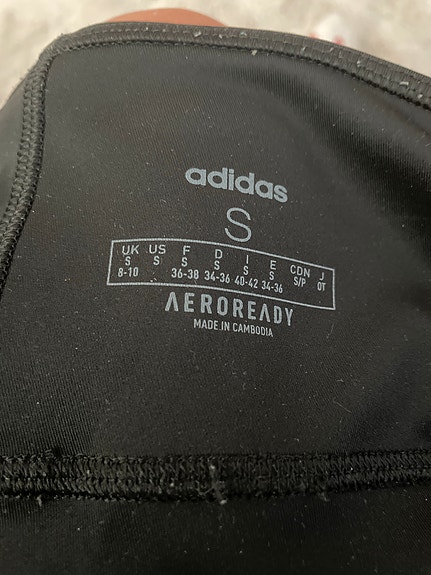 adidas
S
UK US F D I E CDN J
S S S S S S S/P OT
8-10 36-38 34-36 40-42 34-36
AEROREADY
MADE IN CAMBODIA